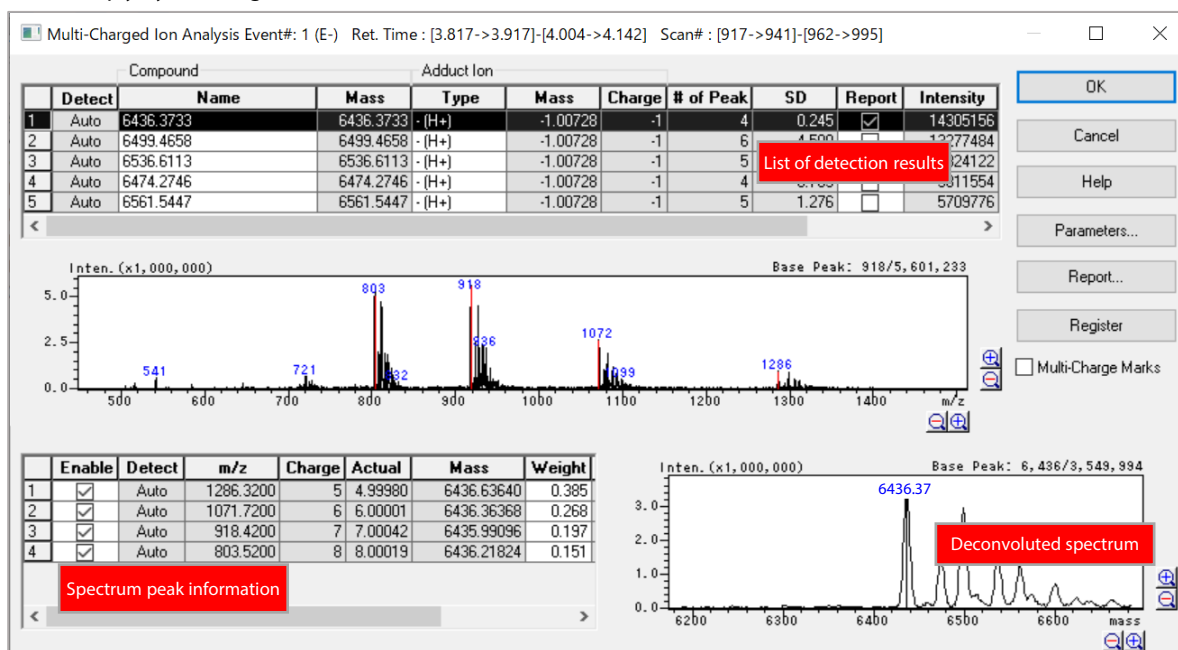 Multi-Charged Ion Analysis Event#: 1 (E-) Ret. Time : [3.817->3.917]-[4.004->4.142] Scan# : [917->941]-[962->995]
Compound Adduct Ion
Detect Name Mass Type Mass Charge # of Peak SD Report Intensity
1 Auto 6436.3733 6436.3733 - (H+) -1.00728 -1 4 0.245 14305156
2 Auto 6499.4658 6499.4658 - (H+) -1.00728 -1 6
3 Auto 6536.6113 6536.6113 - (H+) -1.00728 -1 5
4 Auto 6474.2746 6474.2746 - (H+) -1.00728 -1 4
5 Auto 6561.5447 6561.5447 - (H+) -1.00728 -1 5 1.276 5709776
List of detection results
OK
Cancel
Help
Parameters...
Report...
Register
Multi-Charge Marks
Inten. (x1,000,000) Base Peak: 918/5,601,233
5.0
2.5
0.0
541 721 803 832 918 936 1072 1099 1286
500 600 700 800 900 1000 1100 1200 1300 1400 m/z
Enable Detect m/z Charge Actual Mass Weight
1 Auto 1286.3200 5 4.99980 6436.63640 0.385
2 Auto 1071.7200 6 6.00001 6436.36368 0.268
3 Auto 918.4200 7 7.00042 6435.99096 0.197
4 Auto 803.5200 8 8.00019 6436.21824 0.151
Spectrum peak information
Inten. (x1,000,000) Base Peak: 6,436/3,549,994
6436.37
3.0
2.0
1.0
0.0
Deconvoluted spectrum
6200 6300 6400 6500 6600 mass